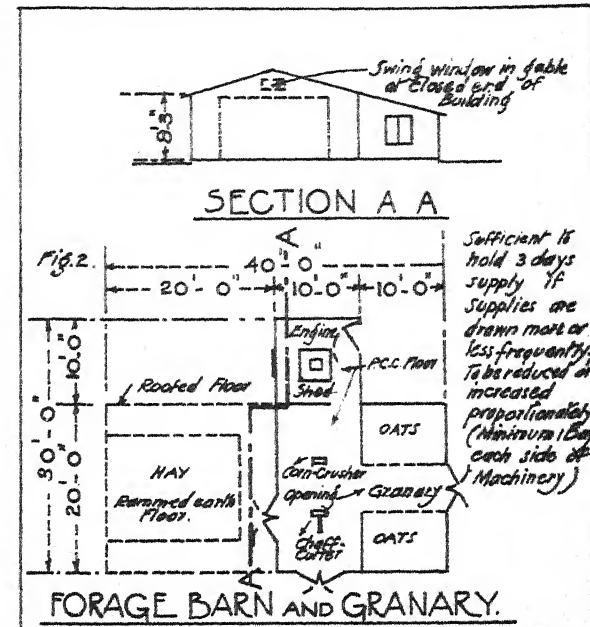 Swing window in gable
at closed end of
Building
8'3"
SECTION A A
Fig.2.
A
40'-0"
20'-0"
10'-0"
10'-0"
Sufficient to
hold 3 days
supply if
Supplies are
drawn more or
less frequently.
To be reduced or
increased
proportionately
(Minimum 1 Bay
each side of
Machinery)
30'-0"
10'.0"
20'-0"
Engine
Shed
P.C.C. Floor
Roofed Floor
HAY
Rammed earth
Floor.
OATS
Corn-Crusher
Opening
Granary
Chaff-
Cutter
OATS
A
FORAGE BARN AND GRANARY.